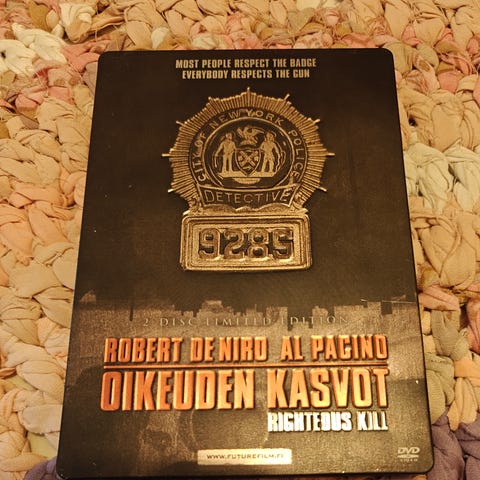 MOST PEOPLE RESPECT THE BADGE
EVERYBODY RESPECTS THE GUN
CITY OF NEW YORK POLICE
DETECTIVE
9285
2-DISC LIMITED EDITION
ROBERT DE NIRO AL PACINO
OIKEUDEN KASVOT
RIGHTEOUS KILL
WWW.FUTUREFILM.FI
DVD
VIDEO